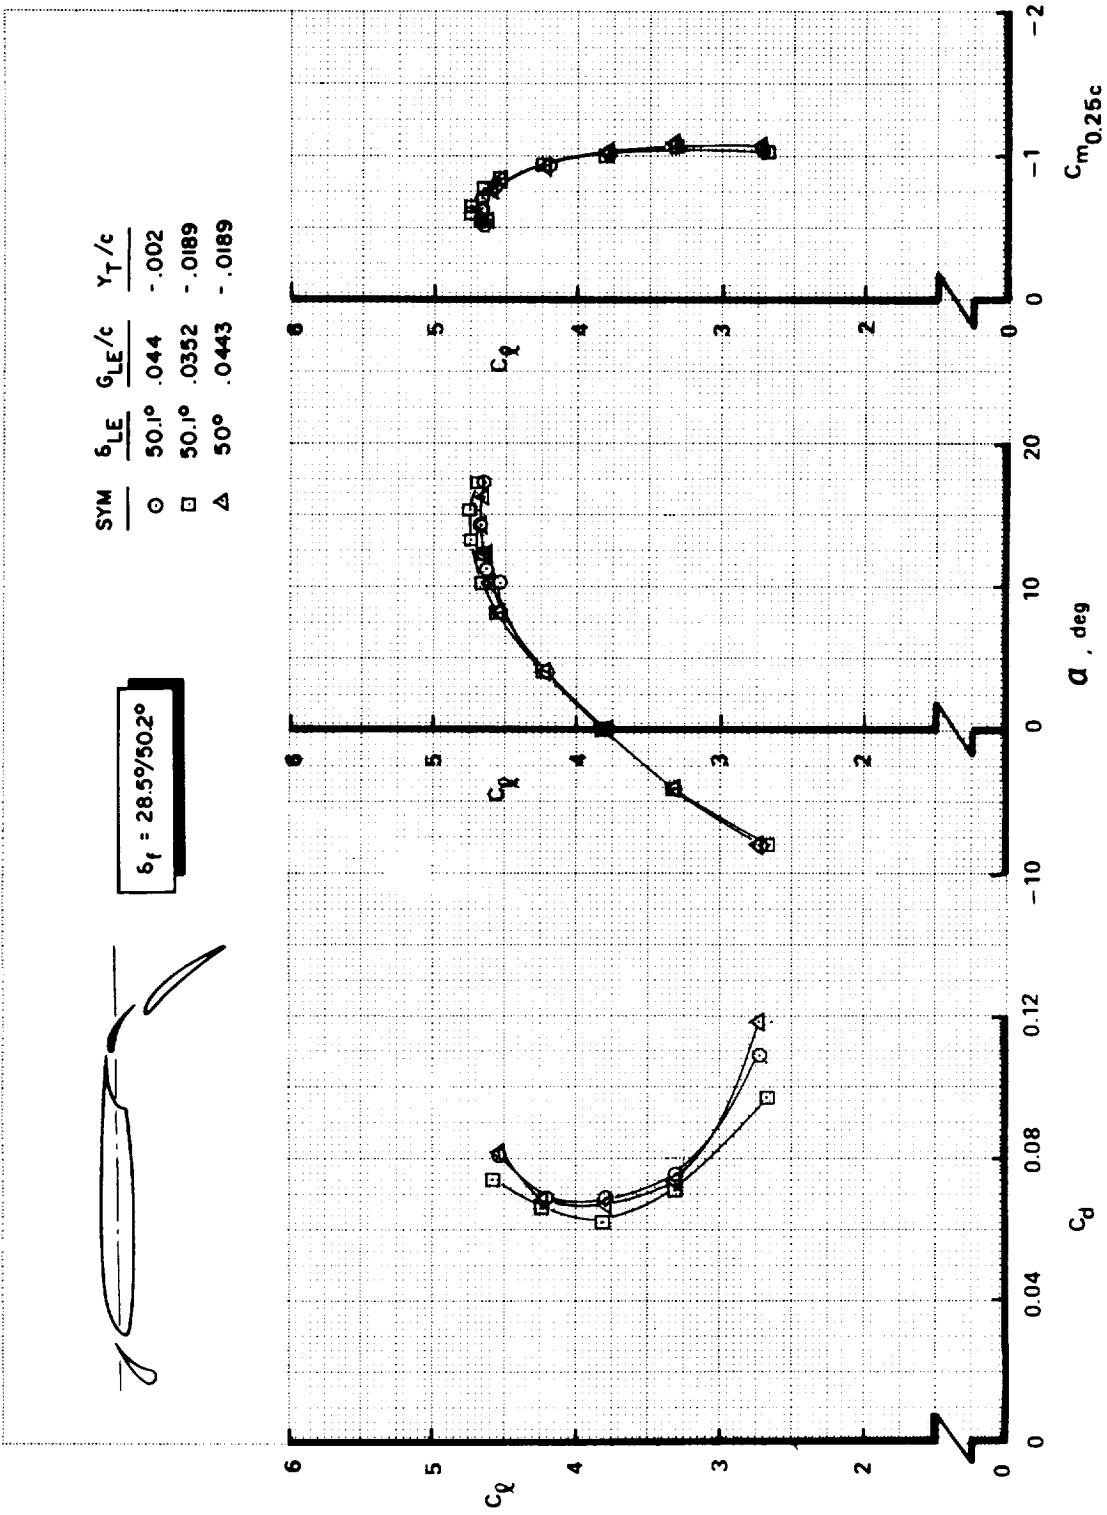 δf = 28.5°/50.2°
SYM δLE GLE/c YT/c
○ 50.1° .044 -.002
□ 50.1° .0352 -.0189
△ 50° .0443 -.0189
6
5
Cℓ
4
3
2
0
0 0.04 0.08 0.12
Cd
6
5
Cℓ
4
3
2
-10 0 10 20
α , deg
6
5
Cℓ
4
3
2
0
0 -1 -2
Cm0.25c